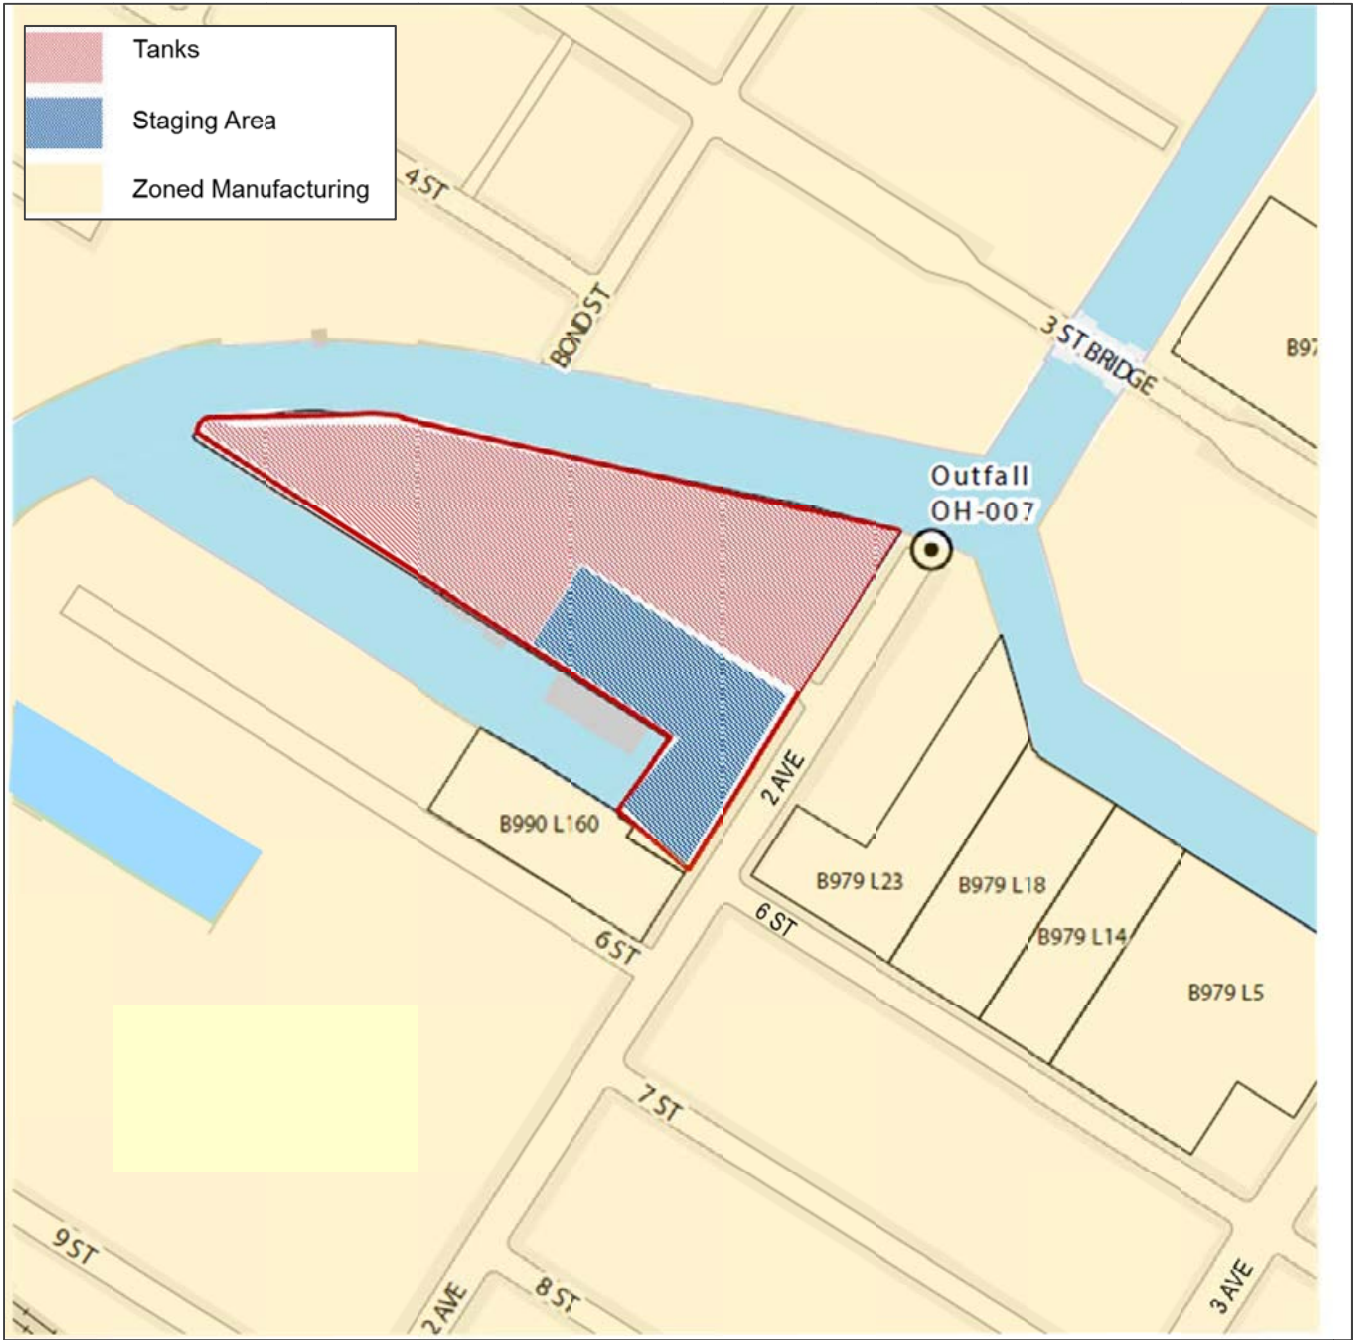 Tanks
Staging Area
Zoned Manufacturing
4 ST
BOND ST
3 ST BRIDGE
B97
Outfall
OH-007
2 AVE
B990 L160
B979 L23
B979 L18
6 ST
B979 L14
6 ST
B979 L5
7 ST
9 ST
8 ST
2 AVE
3 AVE